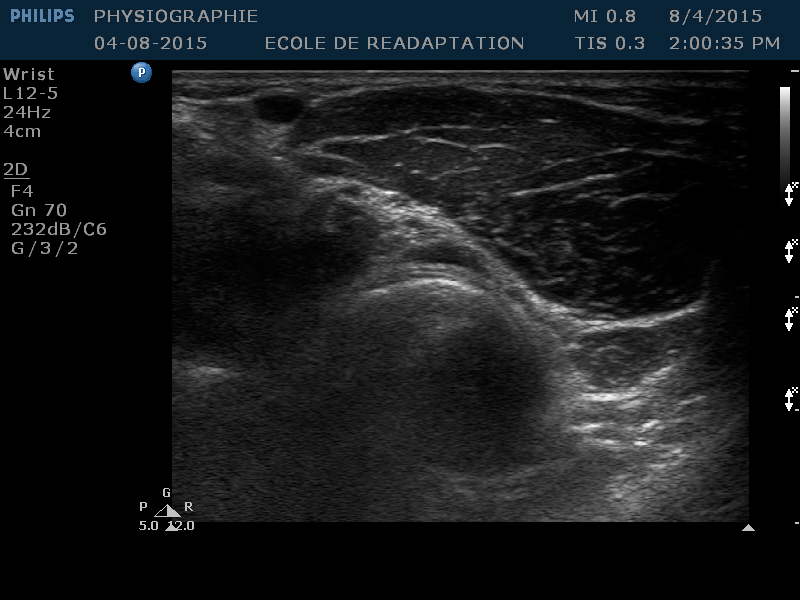 PHILIPS PHYSIOGRAPHIE MI 0.8 8/4/2015
04-08-2015 ECOLE DE READAPTATION TIS 0.3 2:00:35 PM
Wrist
L12-5
24Hz
4cm
2D
F4
Gn 70
232dB/C6
G/3/2
P
G
P R
5.0 12.0